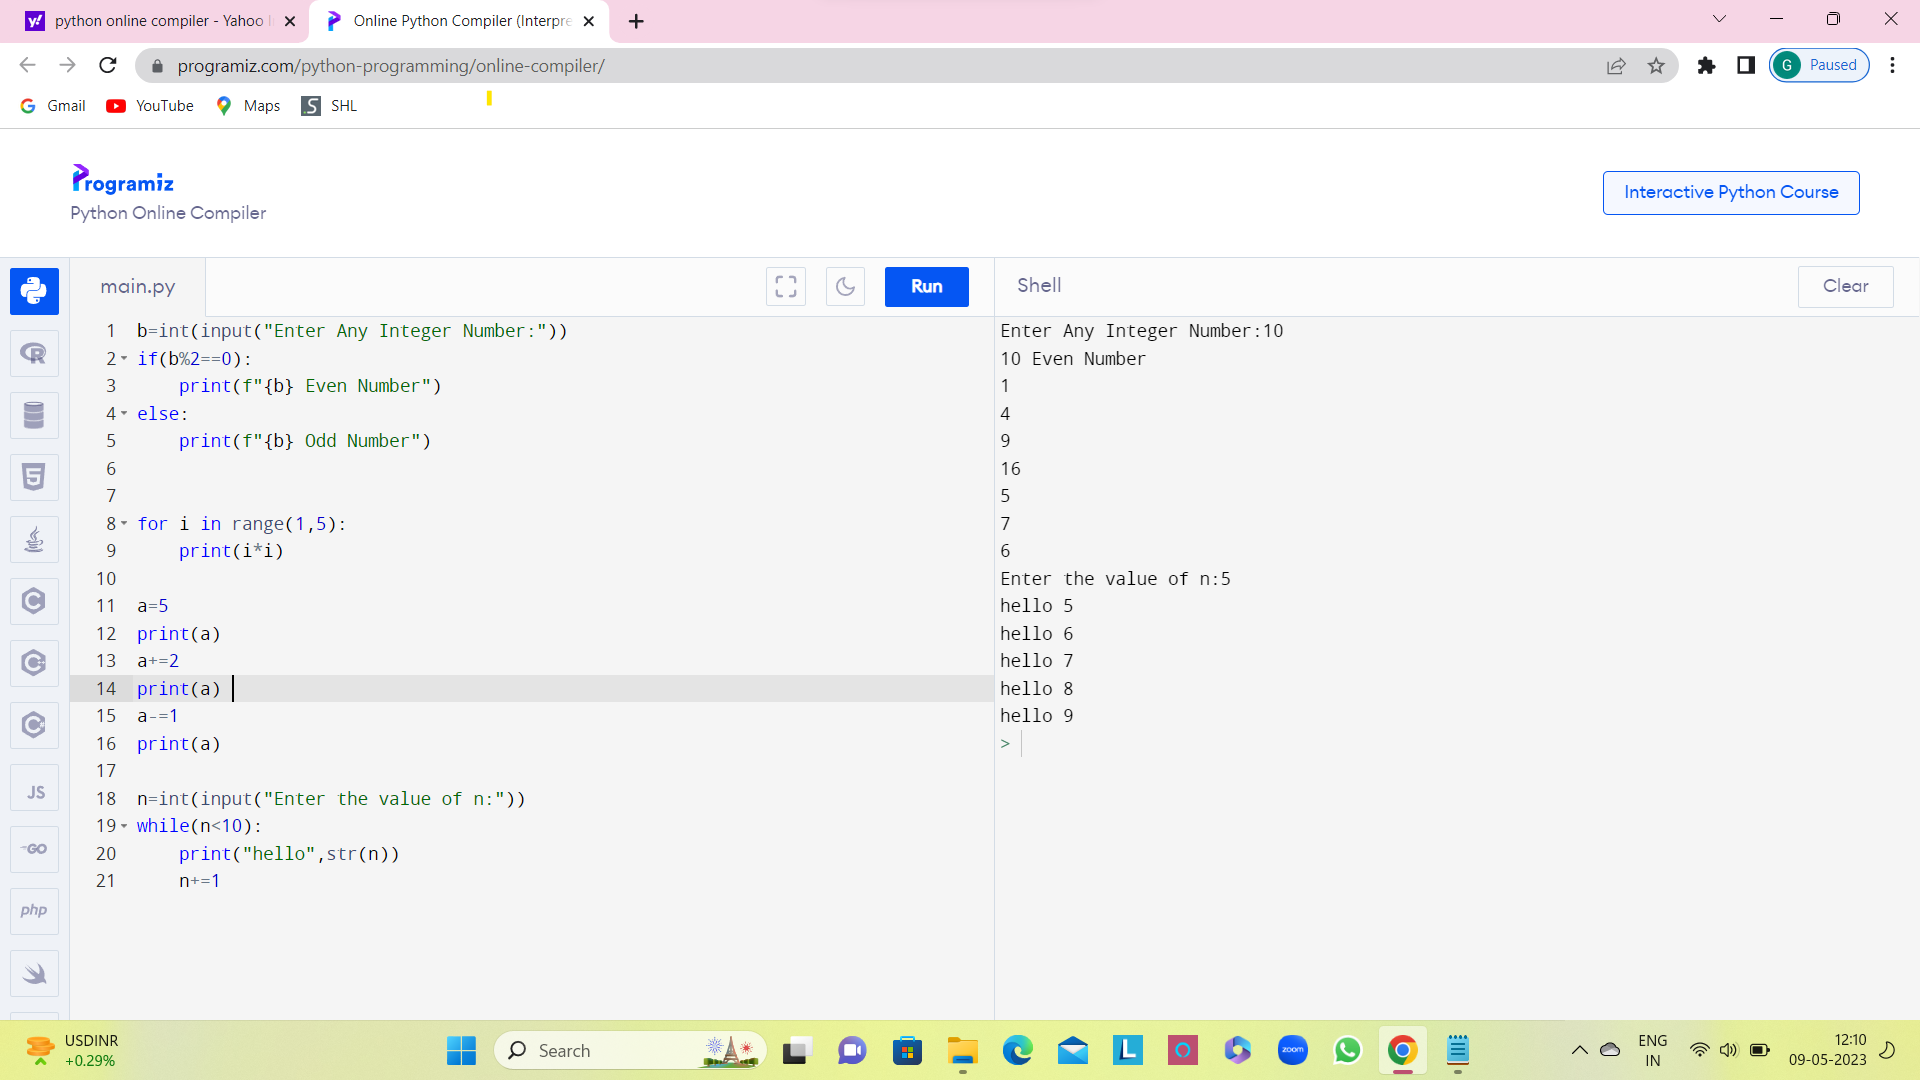 python online compiler - Yahoo I
Online Python Compiler (Interpre
programiz.com/python-programming/online-compiler/
G Paused
Gmail YouTube Maps SHL
Programiz
Python Online Compiler
Interactive Python Course
main.py
Run
Shell
Clear
1 b=int(input("Enter Any Integer Number:"))
2 if(b%2==0):
3     print(f"{b} Even Number")
4 else:
5     print(f"{b} Odd Number")
6
7
8 for i in range(1,5):
9     print(i*i)
10
11 a=5
12 print(a)
13 a+=2
14 print(a)
15 a-=1
16 print(a)
17
18 n=int(input("Enter the value of n:"))
19 while(n<10):
20     print("hello",str(n))
21     n+=1
Enter Any Integer Number:10
10 Even Number
1
4
9
16
5
7
6
Enter the value of n:5
hello 5
hello 6
hello 7
hello 8
hello 9
>
R
5
C
C
C
JS
GO
php
USDINR
+0.29%
Search
L
zoom
ENG
IN
12:10
09-05-2023